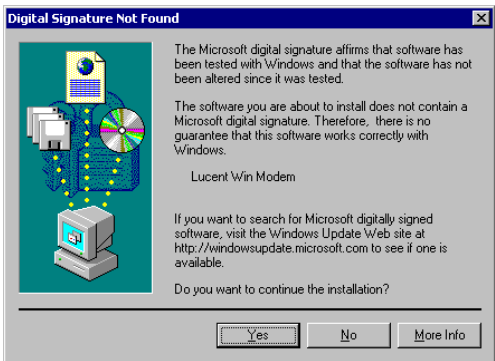 Digital Signature Not Found
The Microsoft digital signature affirms that software has
been tested with Windows and that the software has not
been altered since it was tested.
The software you are about to install does not contain a
Microsoft digital signature. Therefore, there is no
guarantee that this software works correctly with
Windows.
Lucent Win Modem
If you want to search for Microsoft digitally signed
software, visit the Windows Update Web site at
http://windowsupdate.microsoft.com to see if one is
available.
Do you want to continue the installation?
Yes No More Info